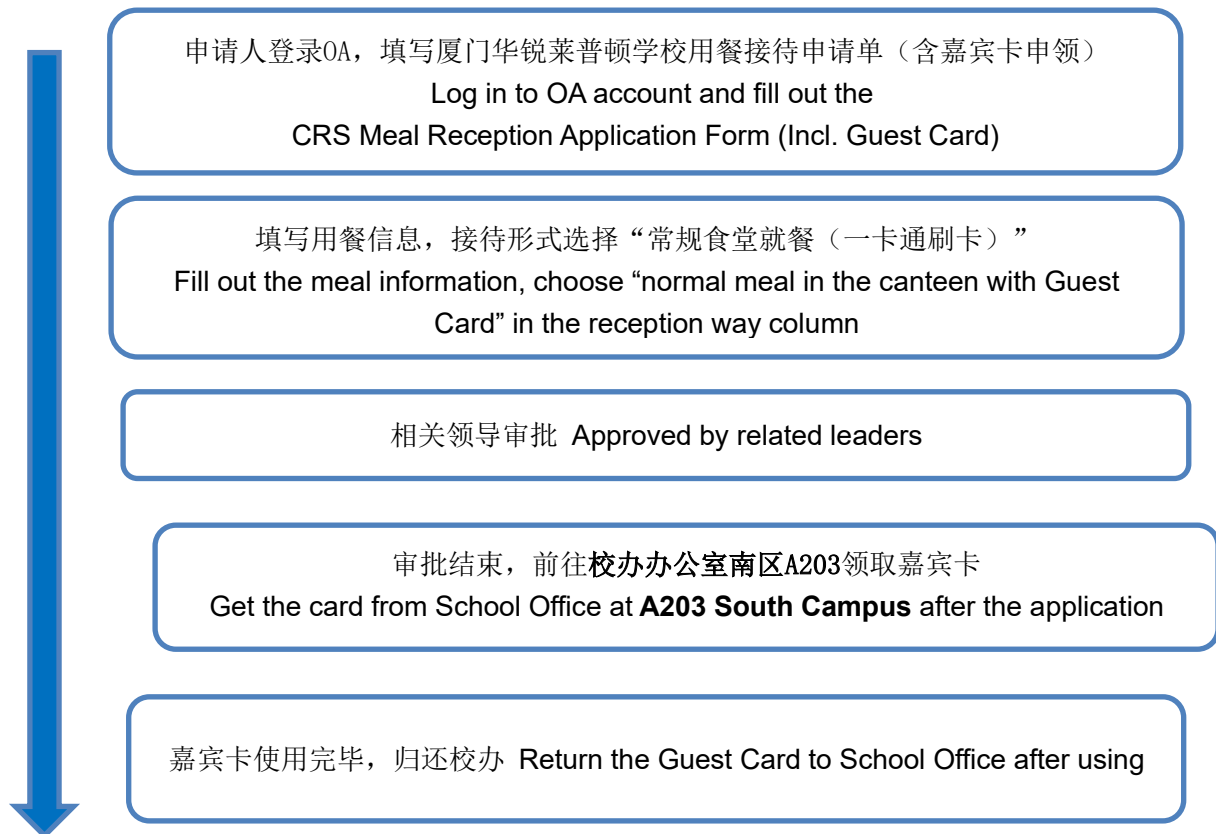 申请人登录OA，填写厦门华锐莱普顿学校用餐接待申请单（含嘉宾卡申领）
Log in to OA account and fill out the
CRS Meal Reception Application Form (Incl. Guest Card)
填写用餐信息，接待形式选择“常规食堂就餐（一卡通刷卡）”
Fill out the meal information, choose “normal meal in the canteen with Guest
Card” in the reception way column
相关领导审批 Approved by related leaders
审批结束，前往校办办公室南区A203领取嘉宾卡
Get the card from School Office at A203 South Campus after the application
嘉宾卡使用完毕，归还校办 Return the Guest Card to School Office after using